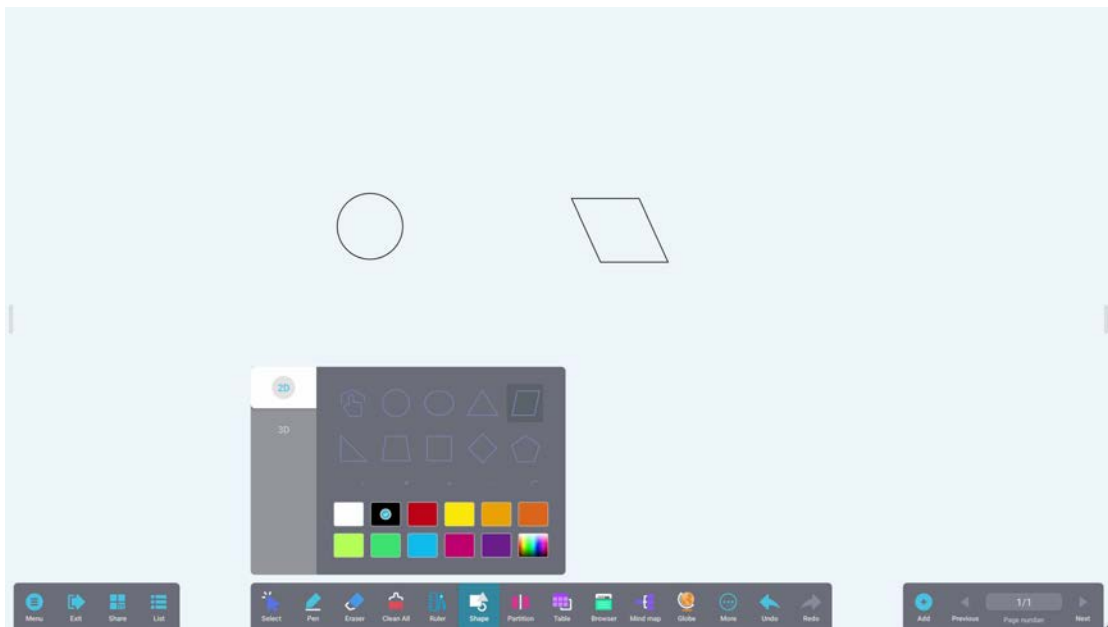 2D
3D
Menu Exit Share List
Select Pen Eraser Clean All Ruler Shape Partition Table Browser Mind map Globe More Undo Redo
Add Previous 1/1 Page number Next